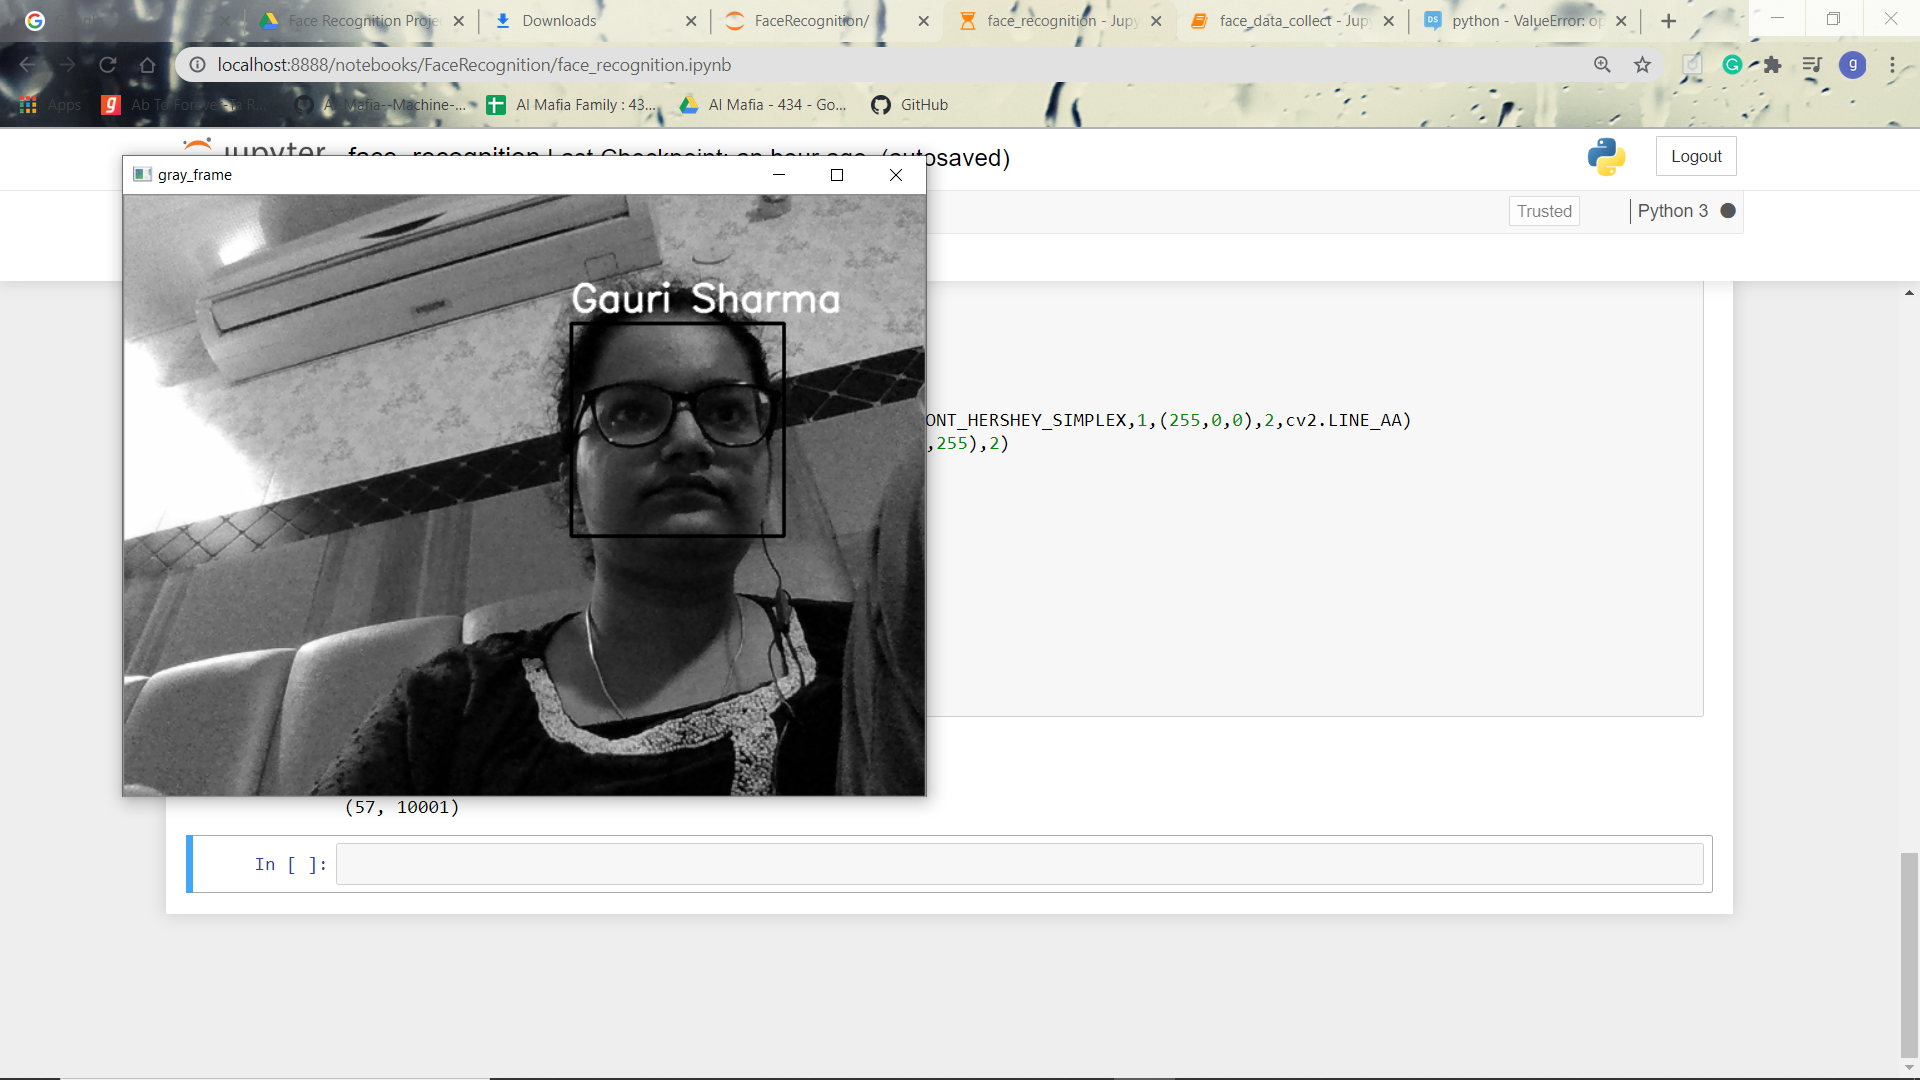 Face Recognition Proje
Downloads
FaceRecognition/
face_recognition - Jupy
face_data_collect - Jup
python - ValueError: op
localhost:8888/notebooks/FaceRecognition/face_recognition.ipynb
g
Apps
Ab To Forever-Ta R...
AI-Mafia--Machine-...
AI Mafia Family : 43...
AI Mafia - 434 - Go...
GitHub
jupyter
face_recognition Last Checkpoint: an hour ago (autosaved)
Logout
gray_frame
Trusted
Python 3
Gauri Sharma
ONT_HERSHEY_SIMPLEX,1,(255,0,0),2,cv2.LINE_AA)
,255),2)
(57, 10001)
In [ ]: